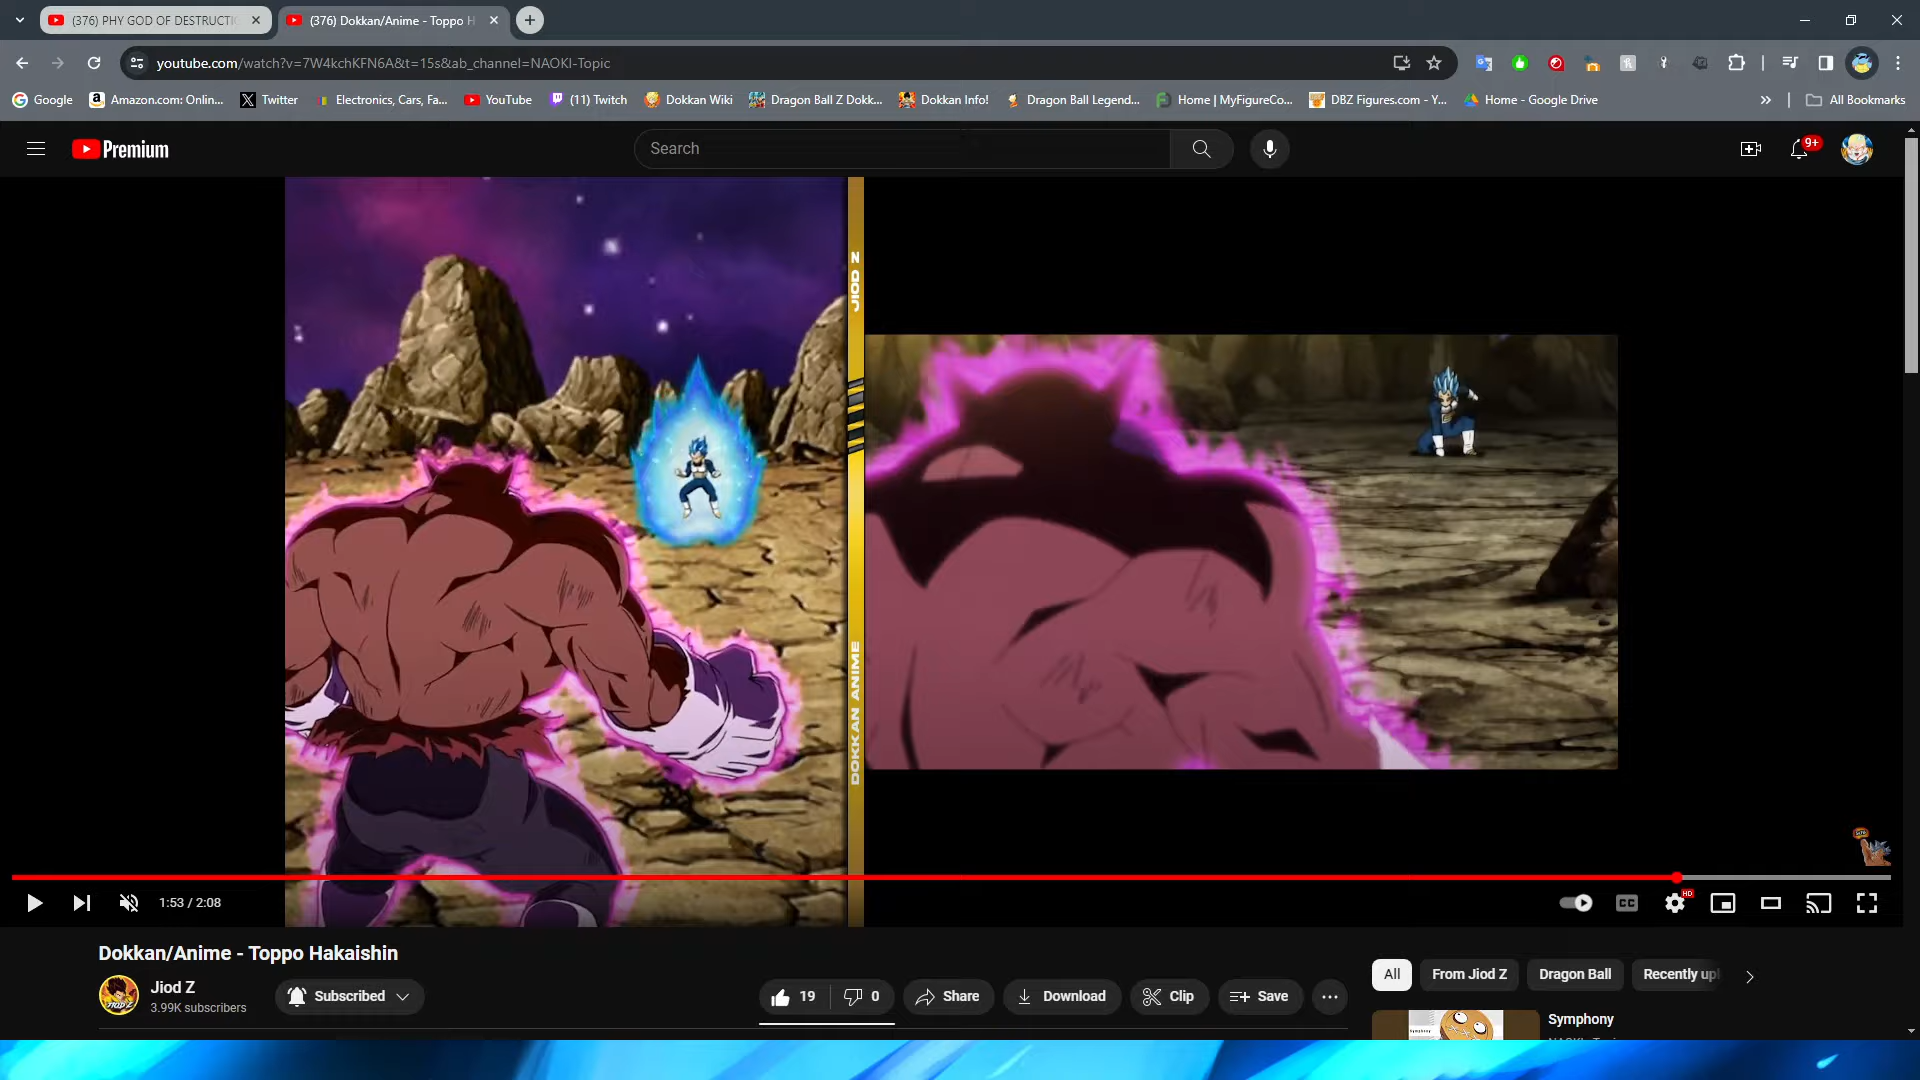 (376) PHY GOD OF DESTRUCTI
(376) Dokkan/Anime - Toppo H
youtube.com/watch?v=7W4kchKFN6A&t=15s&ab_channel=NAOKI-Topic
Google
Amazon.com: Onlin...
Twitter
Electronics, Cars, Fa...
YouTube
(11) Twitch
Dokkan Wiki
Dragon Ball Z Dokk...
Dokkan Info!
Dragon Ball Legend...
Home | MyFigureCo...
DBZ Figures.com - Y...
Home - Google Drive
All Bookmarks
Premium
Search
9+
JIOD Z
DOKKAN ANIME
1:53 / 2:08
CC
HD
Dokkan/Anime - Toppo Hakaishin
Jiod Z
3.99K subscribers
Subscribed
19
0
Share
Download
Clip
Save
All
From Jiod Z
Dragon Ball
Recently upl
Symphony